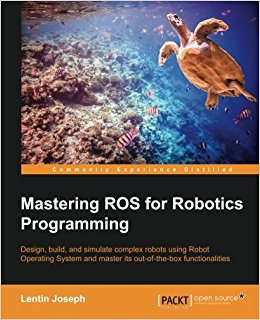 Community Experience Distilled
Mastering ROS for Robotics
Programming
Design, build, and simulate complex robots using Robot
Operating System and master its out-of-the-box functionalities
Lentin Joseph
PACKT open source*
PUBLISHING